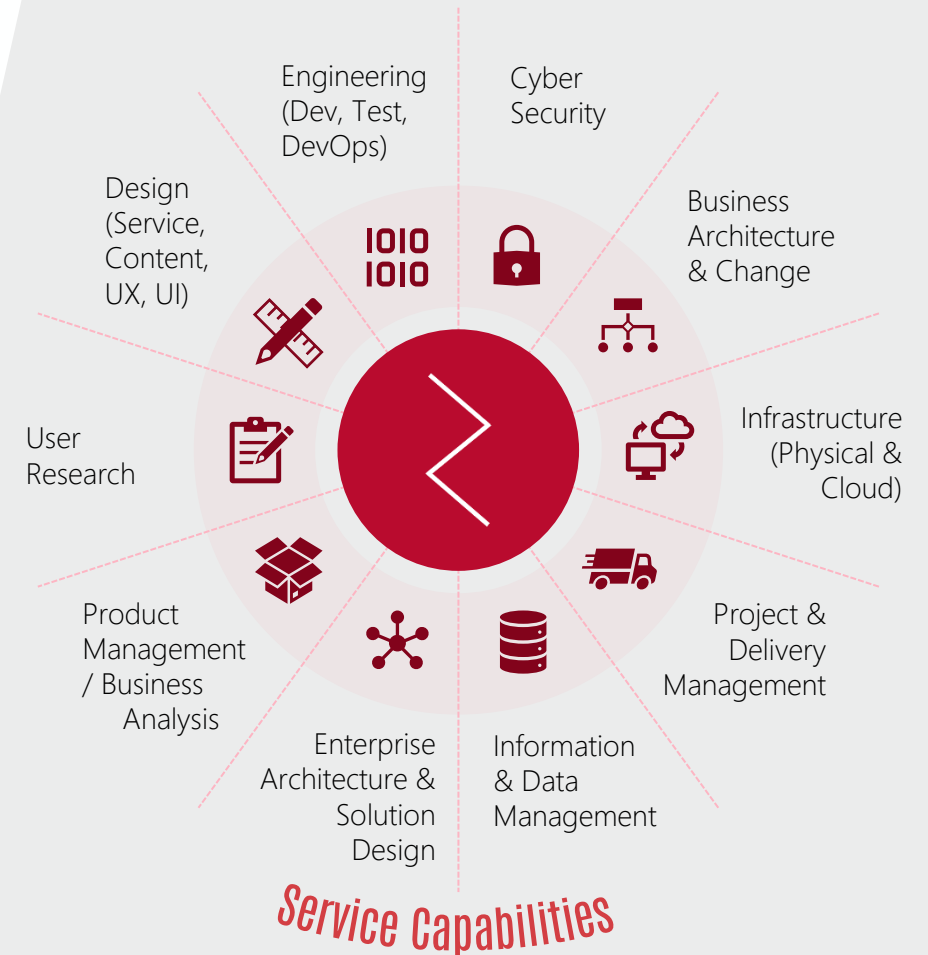 Engineering
(Dev, Test,
DevOps)
Cyber
Security
Business
Architecture
& Change
Infrastructure
(Physical &
Cloud)
Project &
Delivery
Management
Information
& Data
Management
Enterprise
Architecture &
Solution
Design
Product
Management
/ Business
Analysis
User
Research
Design
(Service,
Content,
UX, UI)
1010
1010
Service Capabilities